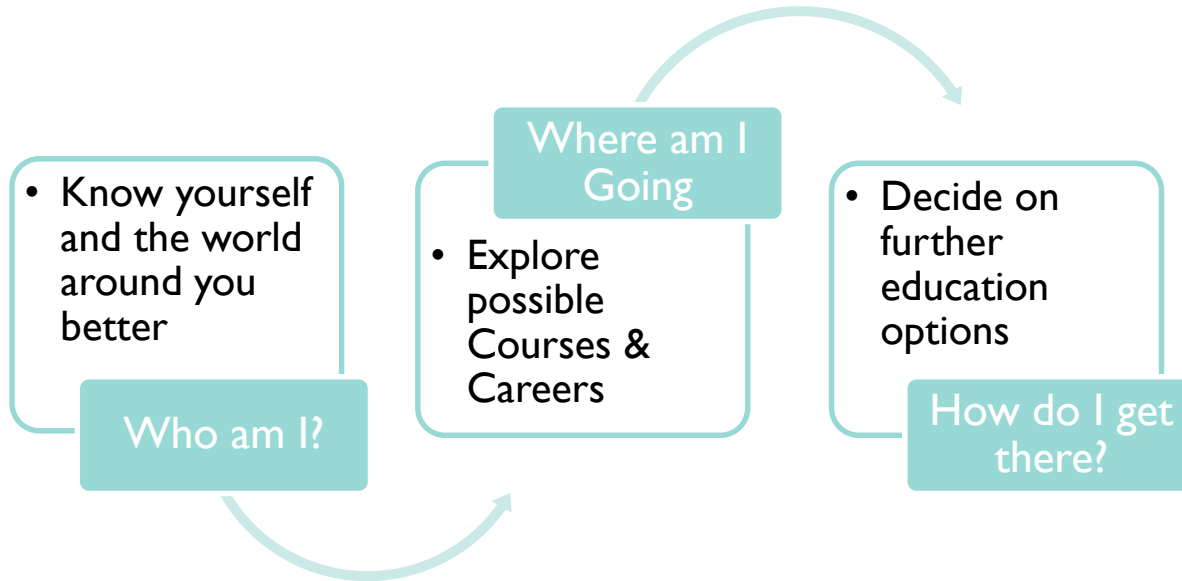 • Know yourself
and the world
around you
better
Who am I?
Where am I
Going
• Explore
possible
Courses &
Careers
• Decide on
further
education
options
How do I get
there?